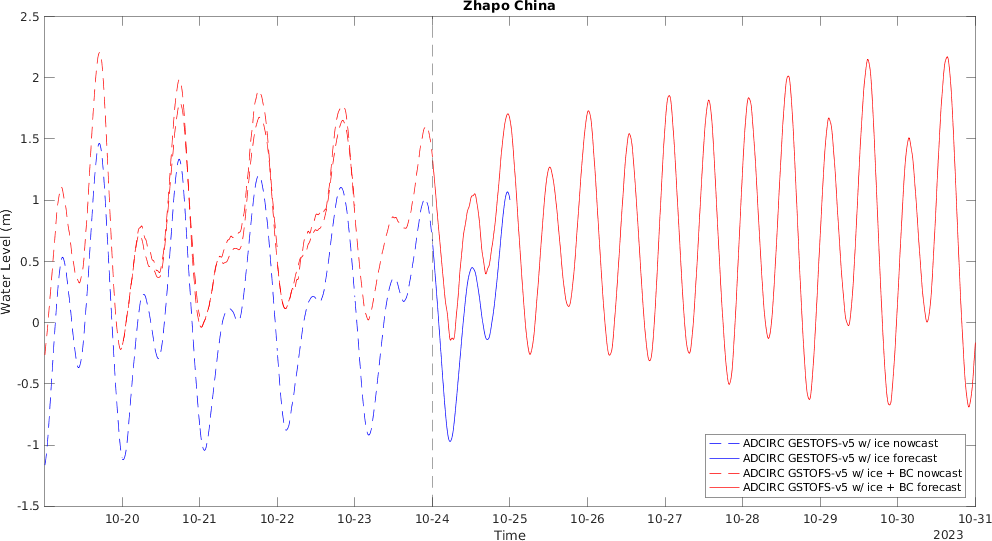 Zhapo China
2.5
2
1.5
1
0.5
0
-0.5
-1
-1.5
Water Level (m)
10-20 10-21 10-22 10-23 10-24 10-25 10-26 10-27 10-28 10-29 10-30 10-31
Time
2023
ADCIRC GESTOFS-v5 w/ ice nowcast
ADCIRC GESTOFS-v5 w/ ice forecast
ADCIRC GSTOFS-v5 w/ ice + BC nowcast
ADCIRC GSTOFS-v5 w/ ice + BC forecast